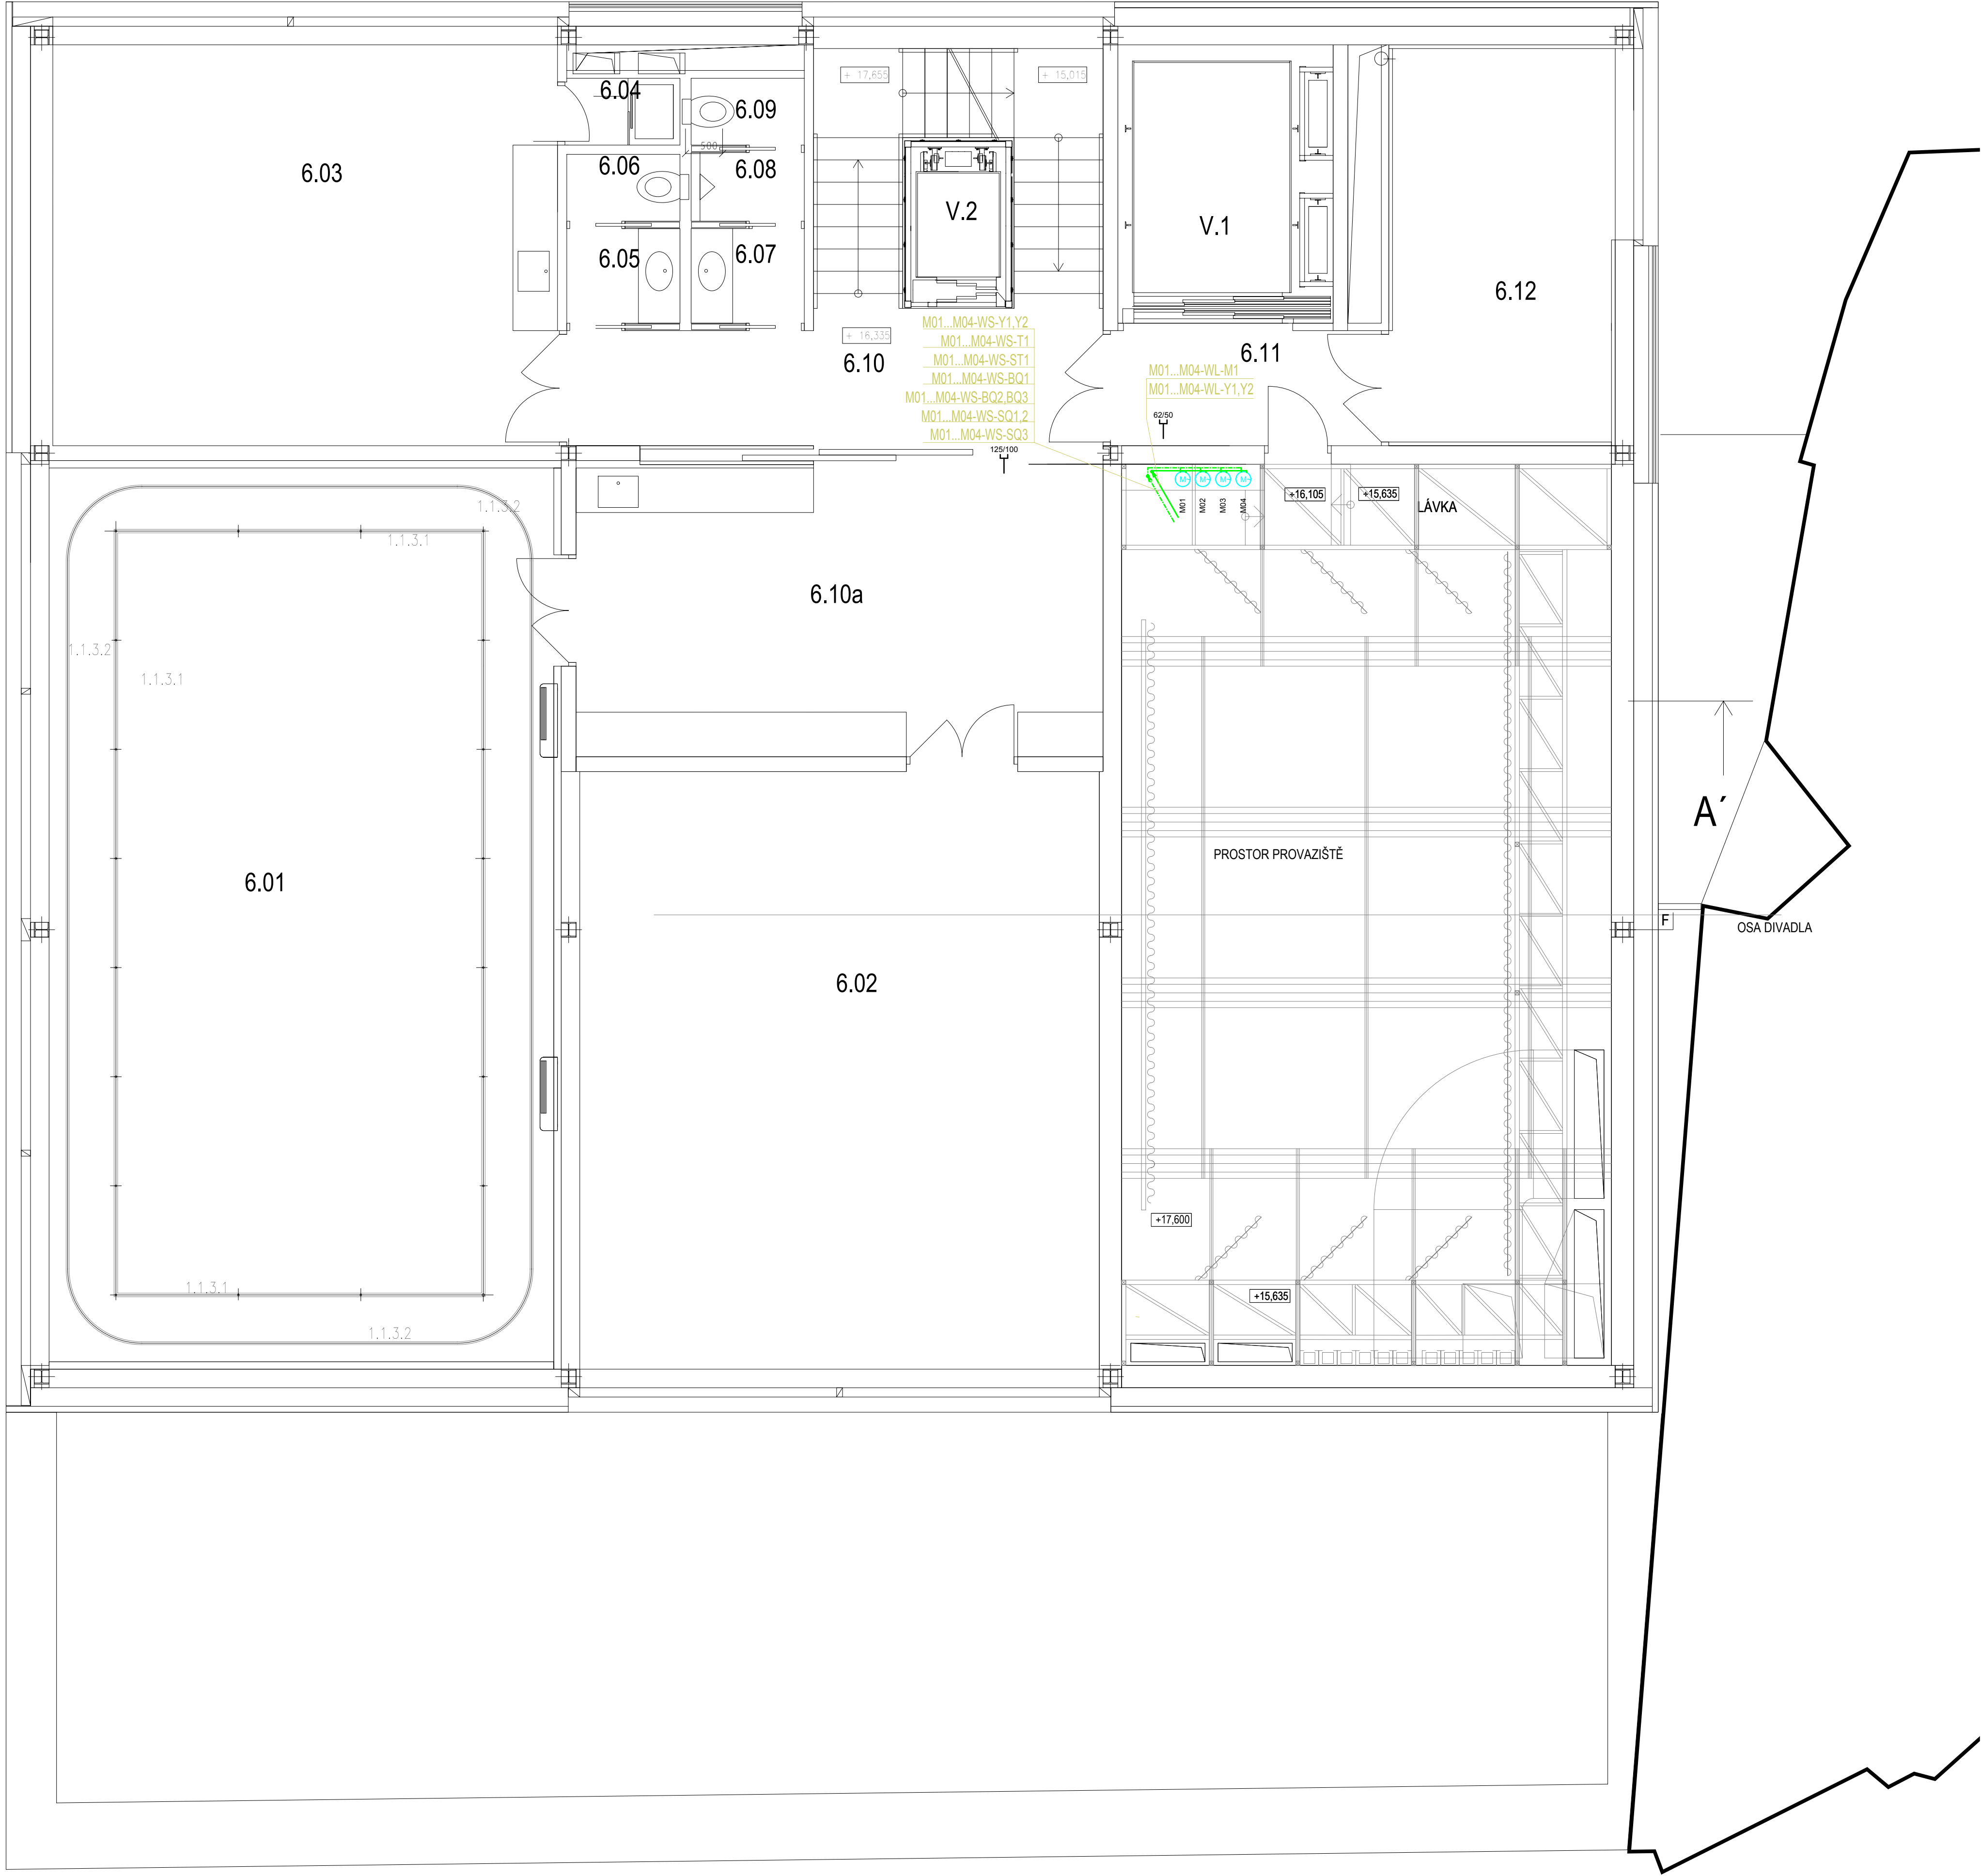 + 17,655
+ 15,015
6.04
6.09
500
6.03
6.06
6.08
V.2
V.1
6.05
6.07
6.12
M01...M04-WS-Y1,Y2
+ 16,335
M01...M04-WS-T1
6.10
M01...M04-WS-ST1
6.11
M01...M04-WS-BQ1
M01...M04-WL-M1
M01...M04-WS-BQ2,BQ3
M01...M04-WL-Y1,Y2
M01...M04-WS-SQ1,2
62/50
M01...M04-WS-SQ3
125/100
M~
M~
M~
M~
M01
M02
M03
M04
+16,105
+15,635
LÁVKA
1.1.3.2
1.1.3.1
6.10a
1.1.3.2
1.1.3.1
A´
PROSTOR PROVAZIŠTĚ
6.01
F
OSA DIVADLA
6.02
+17,600
1.1.3.1
+15,635
1.1.3.2